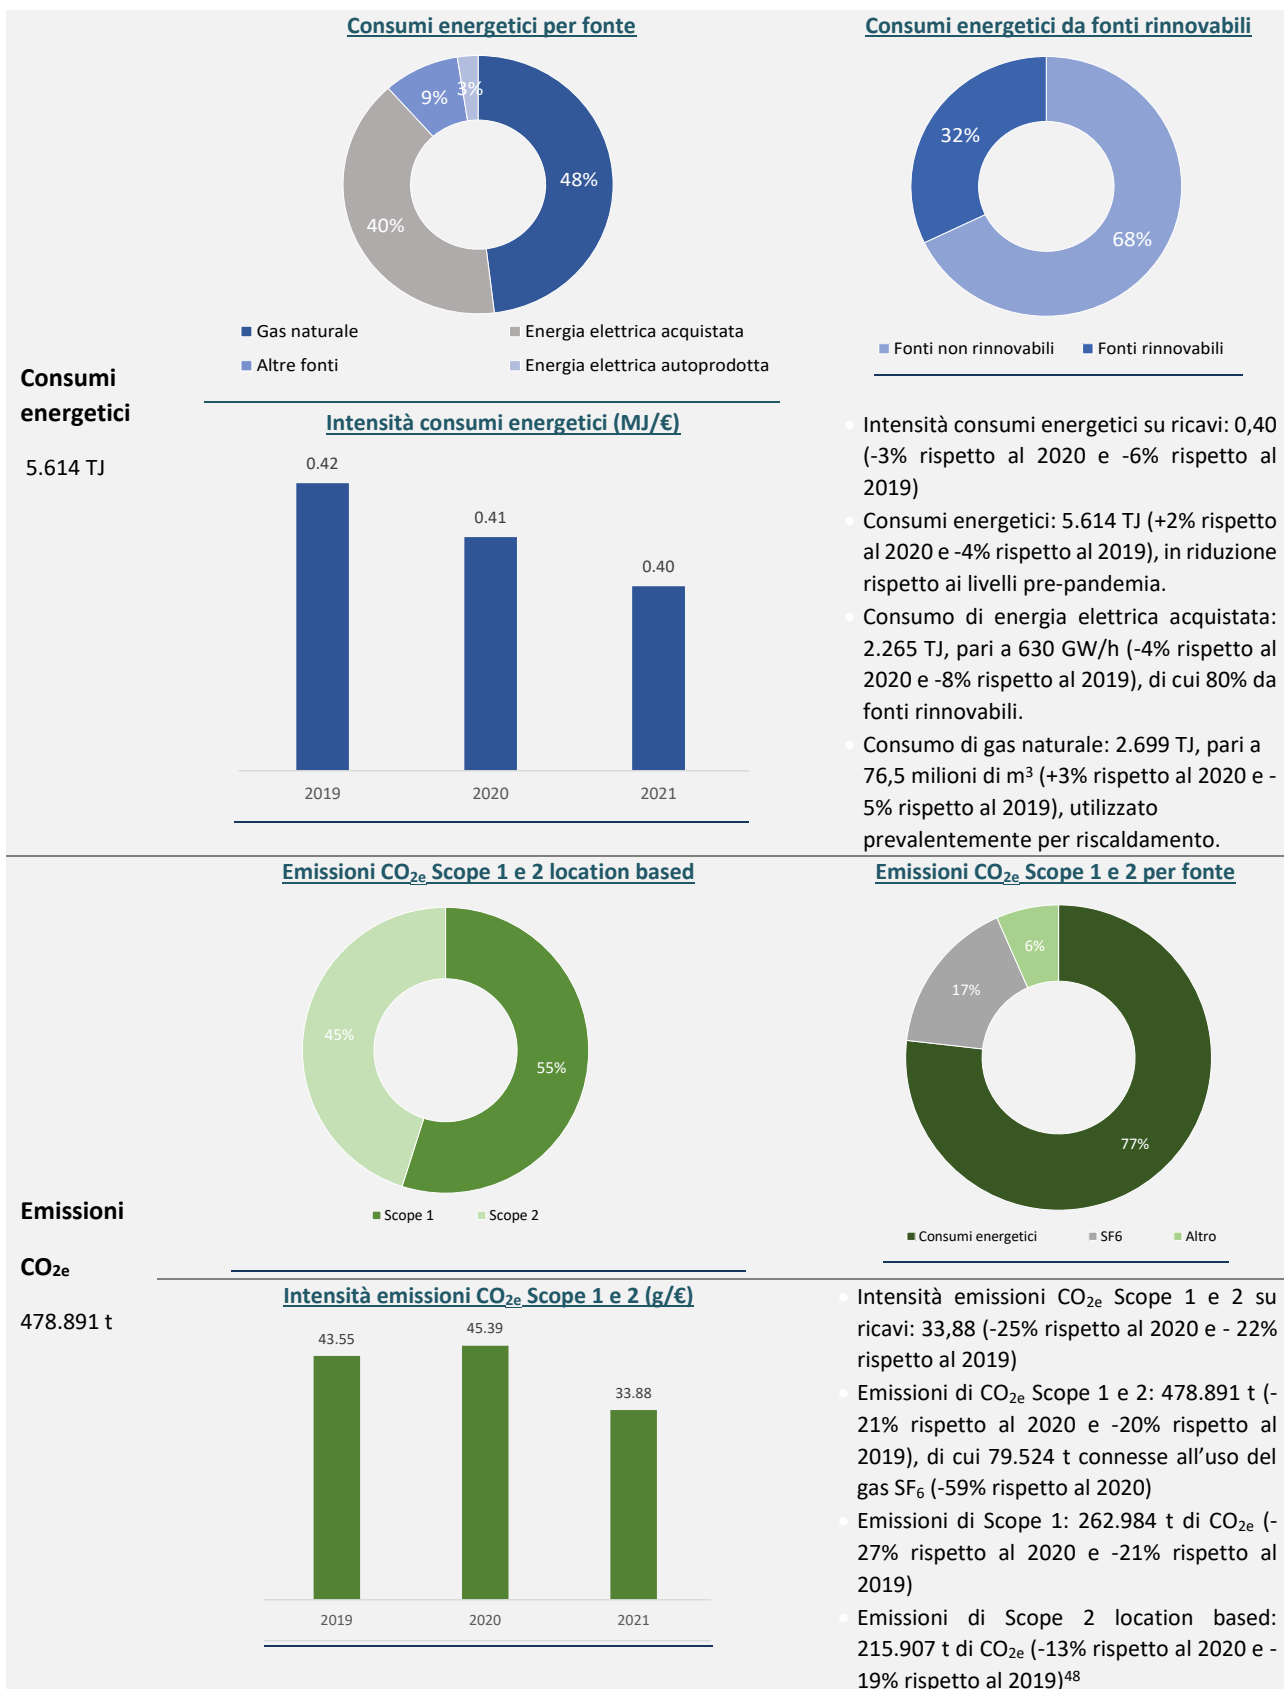 Consumi energetici per fonte
3%
9%
48%
40%
Gas naturale
Energia elettrica acquistata
Altre fonti
Energia elettrica autoprodotta
Consumi energetici da fonti rinnovabili
32%
68%
Fonti non rinnovabili
Fonti rinnovabili
Consumi
energetici
5.614 TJ
Intensità consumi energetici (MJ/€)
0.42
0.41
0.40
2019
2020
2021
Intensità consumi energetici su ricavi: 0,40
(-3% rispetto al 2020 e -6% rispetto al
2019)
Consumi energetici: 5.614 TJ (+2% rispetto
al 2020 e -4% rispetto al 2019), in riduzione
rispetto ai livelli pre-pandemia.
Consumo di energia elettrica acquistata:
2.265 TJ, pari a 630 GW/h (-4% rispetto al
2020 e -8% rispetto al 2019), di cui 80% da
fonti rinnovabili.
Consumo di gas naturale: 2.699 TJ, pari a
76,5 milioni di m³ (+3% rispetto al 2020 e -
5% rispetto al 2019), utilizzato
prevalentemente per riscaldamento.
Emissioni CO₂e Scope 1 e 2 location based
45%
55%
Scope 1
Scope 2
Emissioni CO₂e Scope 1 e 2 per fonte
6%
17%
77%
Consumi energetici
SF6
Altro
Emissioni
CO₂e
478.891 t
Intensità emissioni CO₂e Scope 1 e 2 (g/€)
43.55
45.39
33.88
2019
2020
2021
Intensità emissioni CO₂e Scope 1 e 2 su
ricavi: 33,88 (-25% rispetto al 2020 e - 22%
rispetto al 2019)
Emissioni di CO₂e Scope 1 e 2: 478.891 t (-
21% rispetto al 2020 e -20% rispetto al
2019), di cui 79.524 t connesse all’uso del
gas SF₆ (-59% rispetto al 2020)
Emissioni di Scope 1: 262.984 t di CO₂e (-
27% rispetto al 2020 e -21% rispetto al
2019)
Emissioni di Scope 2 location based:
215.907 t di CO₂e (-13% rispetto al 2020 e -
19% rispetto al 2019)⁴⁸